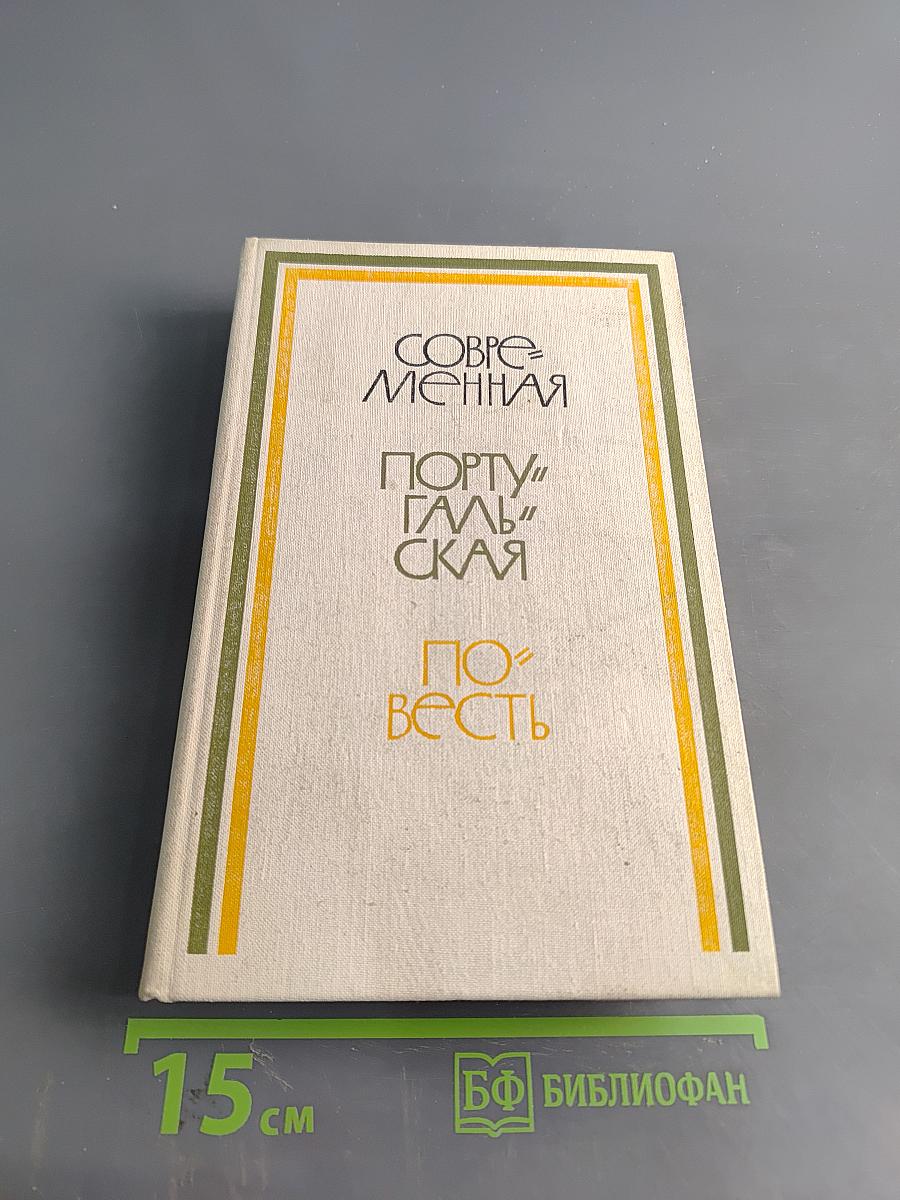 СОВРЕ=
МЕННАЯ
ПОРТУ=
ГАЛЬ=
СКАЯ
ПО=
ВЕСТЬ
15 см
БФ БИБЛИОФАН